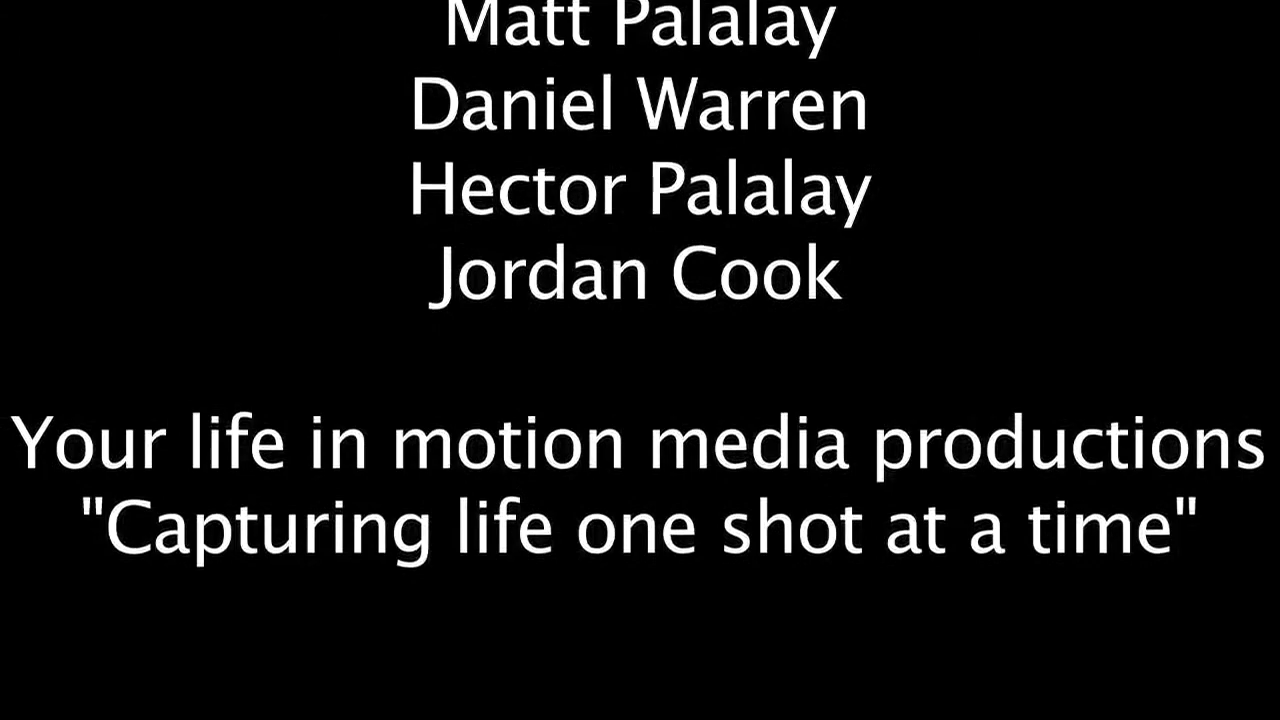 Matt Palalay
Daniel Warren
Hector Palalay
Jordan Cook
Your life in motion media productions
"Capturing life one shot at a time"